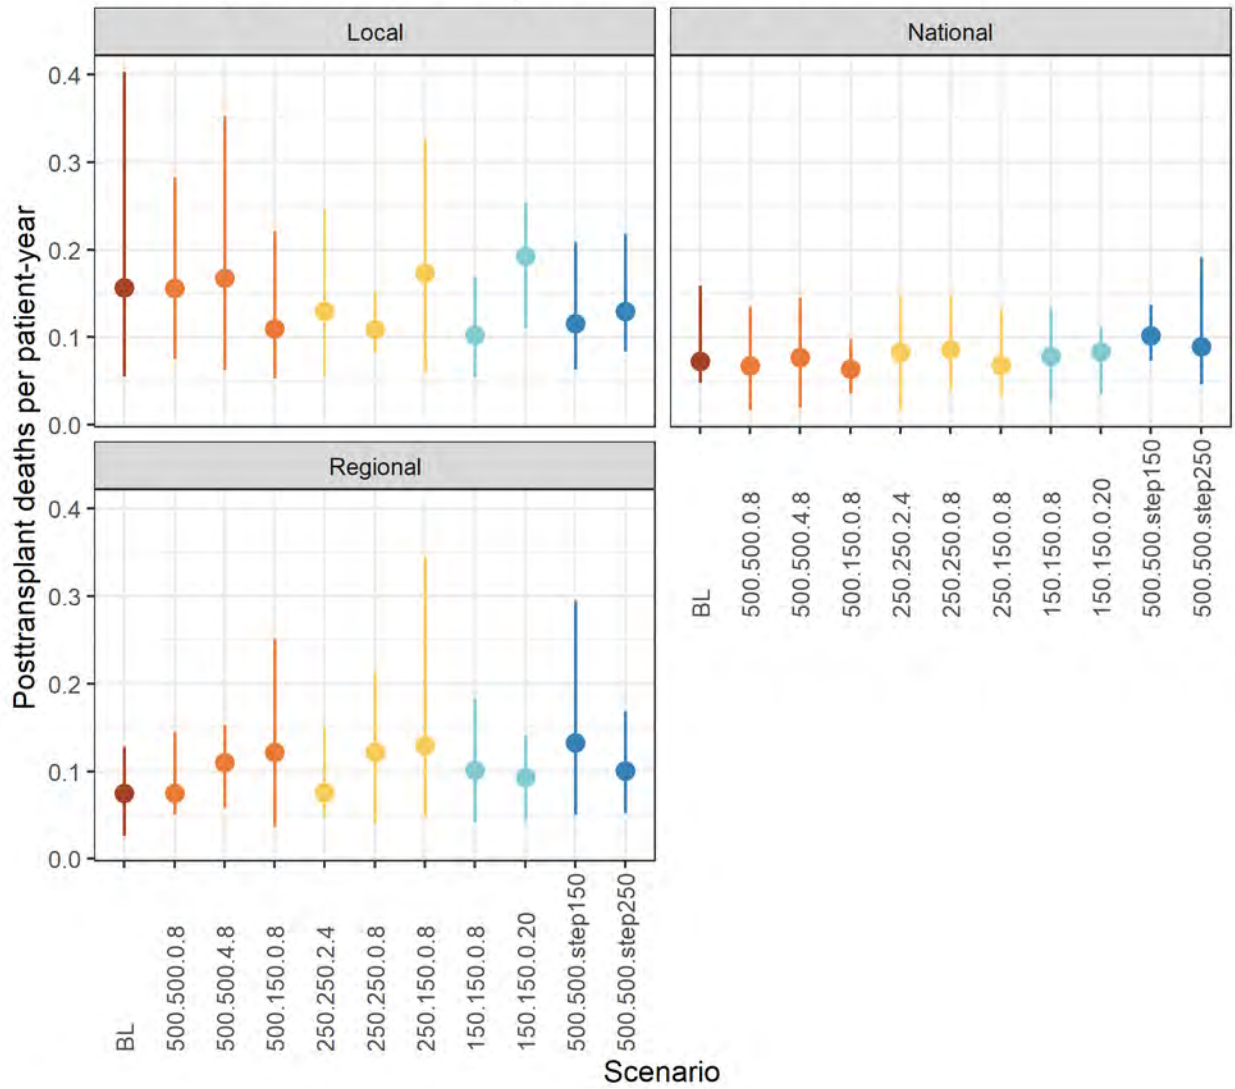 Local
National
Posttransplant deaths per patient-year
0.4
0.3
0.2
0.1
0.0
Regional
0.4
0.3
0.2
0.1
0.0
BL
500.500.0.8
500.500.4.8
500.150.0.8
250.250.2.4
250.250.0.8
250.150.0.8
150.150.0.8
150.150.0.20
500.500.step150
500.500.step250
BL
500.500.0.8
500.500.4.8
500.150.0.8
250.250.2.4
250.250.0.8
250.150.0.8
150.150.0.8
150.150.0.20
500.500.step150
500.500.step250
Scenario